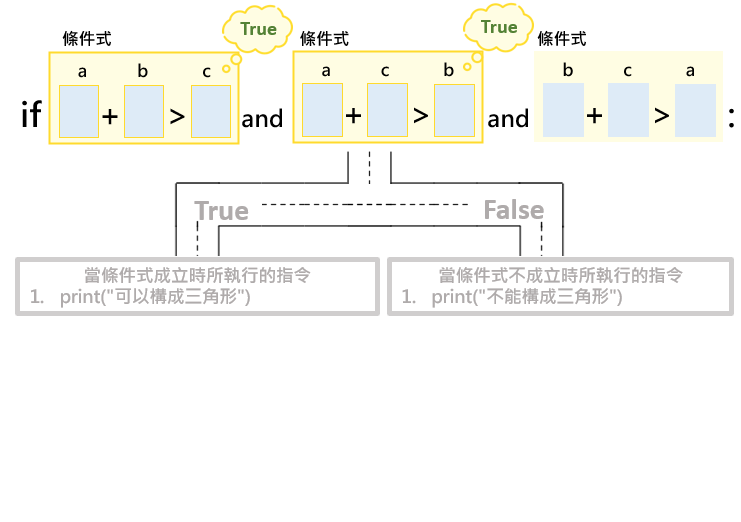 True True
條件式 條件式 條件式
a b c a c b b c a
if + > and + > and + > :
True False
當條件式成立時所執行的指令
1. print("可以構成三角形")
當條件式不成立時所執行的指令
1. print("不能構成三角形")